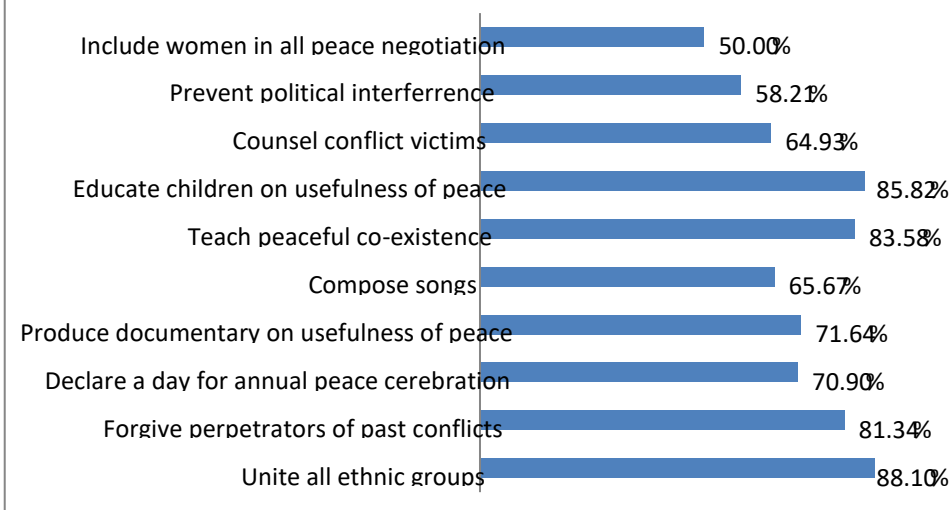 Include women in all peace negotiation 50.00%
Prevent political interferrence 58.21%
Counsel conflict victims 64.93%
Educate children on usefulness of peace 85.82%
Teach peaceful co-existence 83.58%
Compose songs 65.67%
Produce documentary on usefulness of peace 71.64%
Declare a day for annual peace cerebration 70.90%
Forgive perpetrators of past conflicts 81.34%
Unite all ethnic groups 88.10%